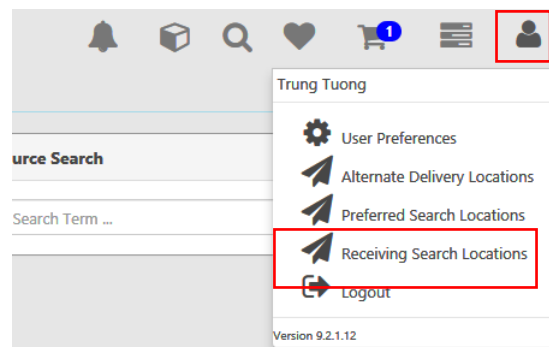 1
Trung Tuong
User Preferences
urce Search
Alternate Delivery Locations
Search Term ...
Preferred Search Locations
Receiving Search Locations
Logout
Version 9.2.1.12